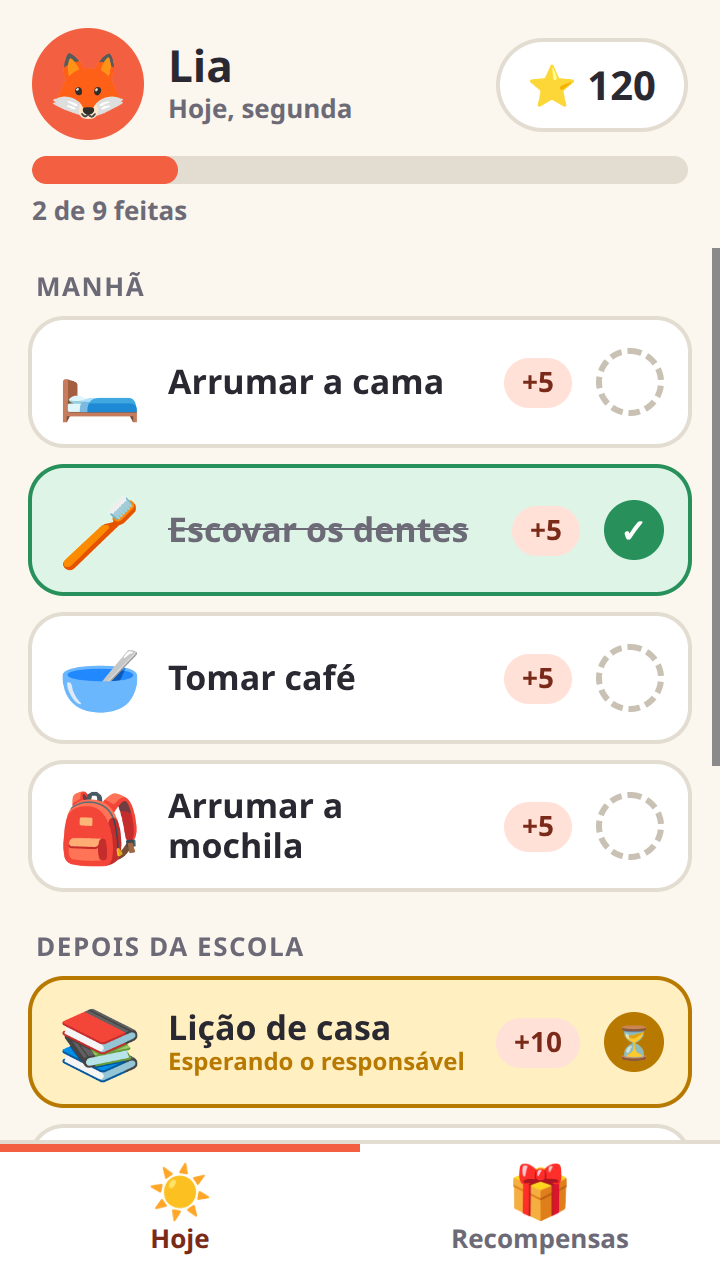 Lia
Hoje, segunda
120
2 de 9 feitas
MANHÃ
Arrumar a cama
+5
Escovar os dentes
+5
Tomar café
+5
Arrumar a
mochila
+5
DEPOIS DA ESCOLA
Lição de casa
Esperando o responsável
+10
Hoje
Recompensas